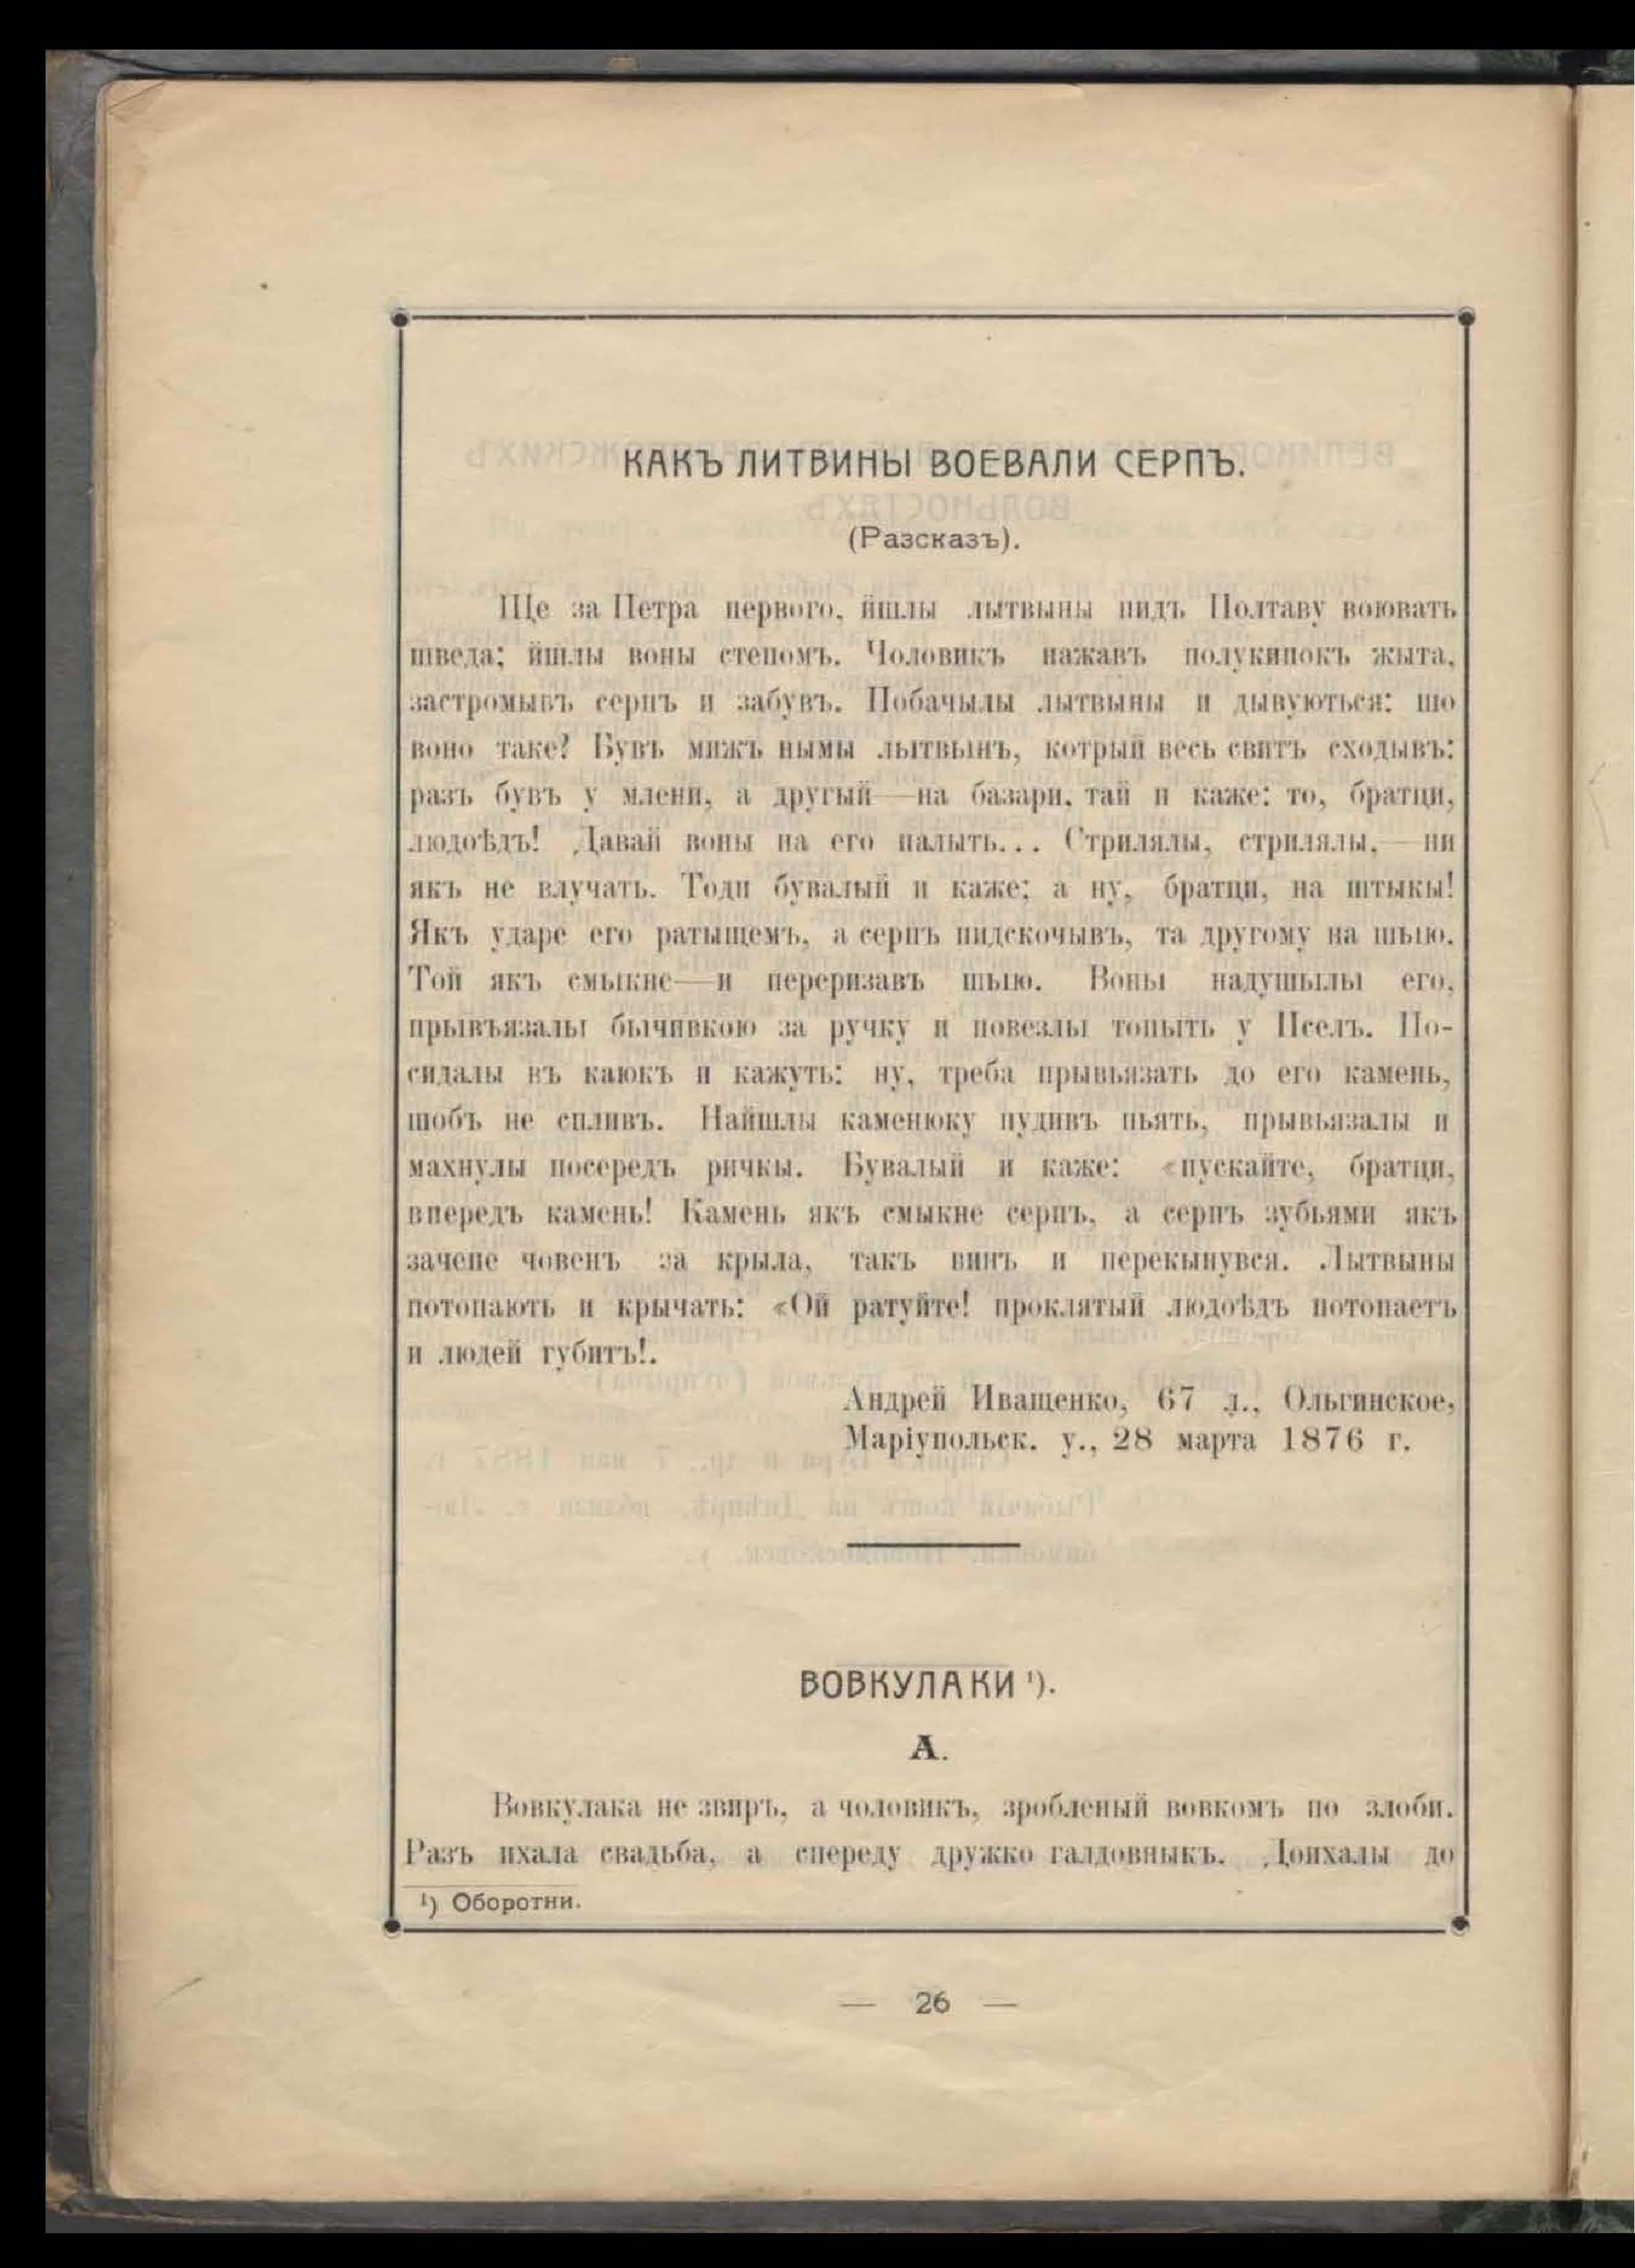 КАКЪ ЛИТВИНЫ ВОЕВАЛИ СЕРПЪ.
(Разсказъ).
Ще за Петра первого, йшлы лытвыны пидъ Полтаву воювать
шведа; йшлы воны степомъ. Чоловикъ нажавъ полукипокъ жыта,
застромывъ серпъ и забувъ. Побачылы лытвыны и дывуються: шо
воно таке? Бувъ мижъ нымы лытвынъ, котрый весь свитъ сходывъ:
разъ бувъ у млени, а другый—на базари, тай и каже: то, братци,
людоѣдъ! Давай воны на его палыть... Стрилялы, стрилялы,—ни
якъ не влучать. Тоди бувалый и каже; а ну, братци, на штыкы!
Якъ ударе его ратыщемъ, а серпъ пидскочывъ, та другому на шыю.
Той якъ смыкне—и переризавъ шыю. Воны надушылы его,
прывъязалы бычивкою за ручку и повезлы топыть у Пселъ. По-
сидалы въ каюкъ и кажуть: ну, треба прывьязать до его камень,
шобъ не спливъ. Найшлы каменюку пудивъ пьять, прывьязалы и
махнулы посередъ ричкы. Бувалый и каже: «пускайте, братци,
впередъ камень! Камень якъ смыкне серпъ, а серпъ зубьями якъ
зачепе човенъ за крыла, такъ винъ и перекынувся. Лытвыны
потопають и крычать: «Ой ратуйте! проклятый людоѣдъ потопаетъ
и людей губитъ!.
Андрей Иващенко, 67 л., Ольгинское,
Маріупольск. у., 28 марта 1876 г.
ВОВКУЛАКИ ¹).
А.
Вовкулака не звиръ, а чоловикъ, зробленый вовкомъ по злоби.
Разъ ихала свадьба, а спереду дружко галдовныкъ. Доихалы до
¹) Оборотни.
— 26 —